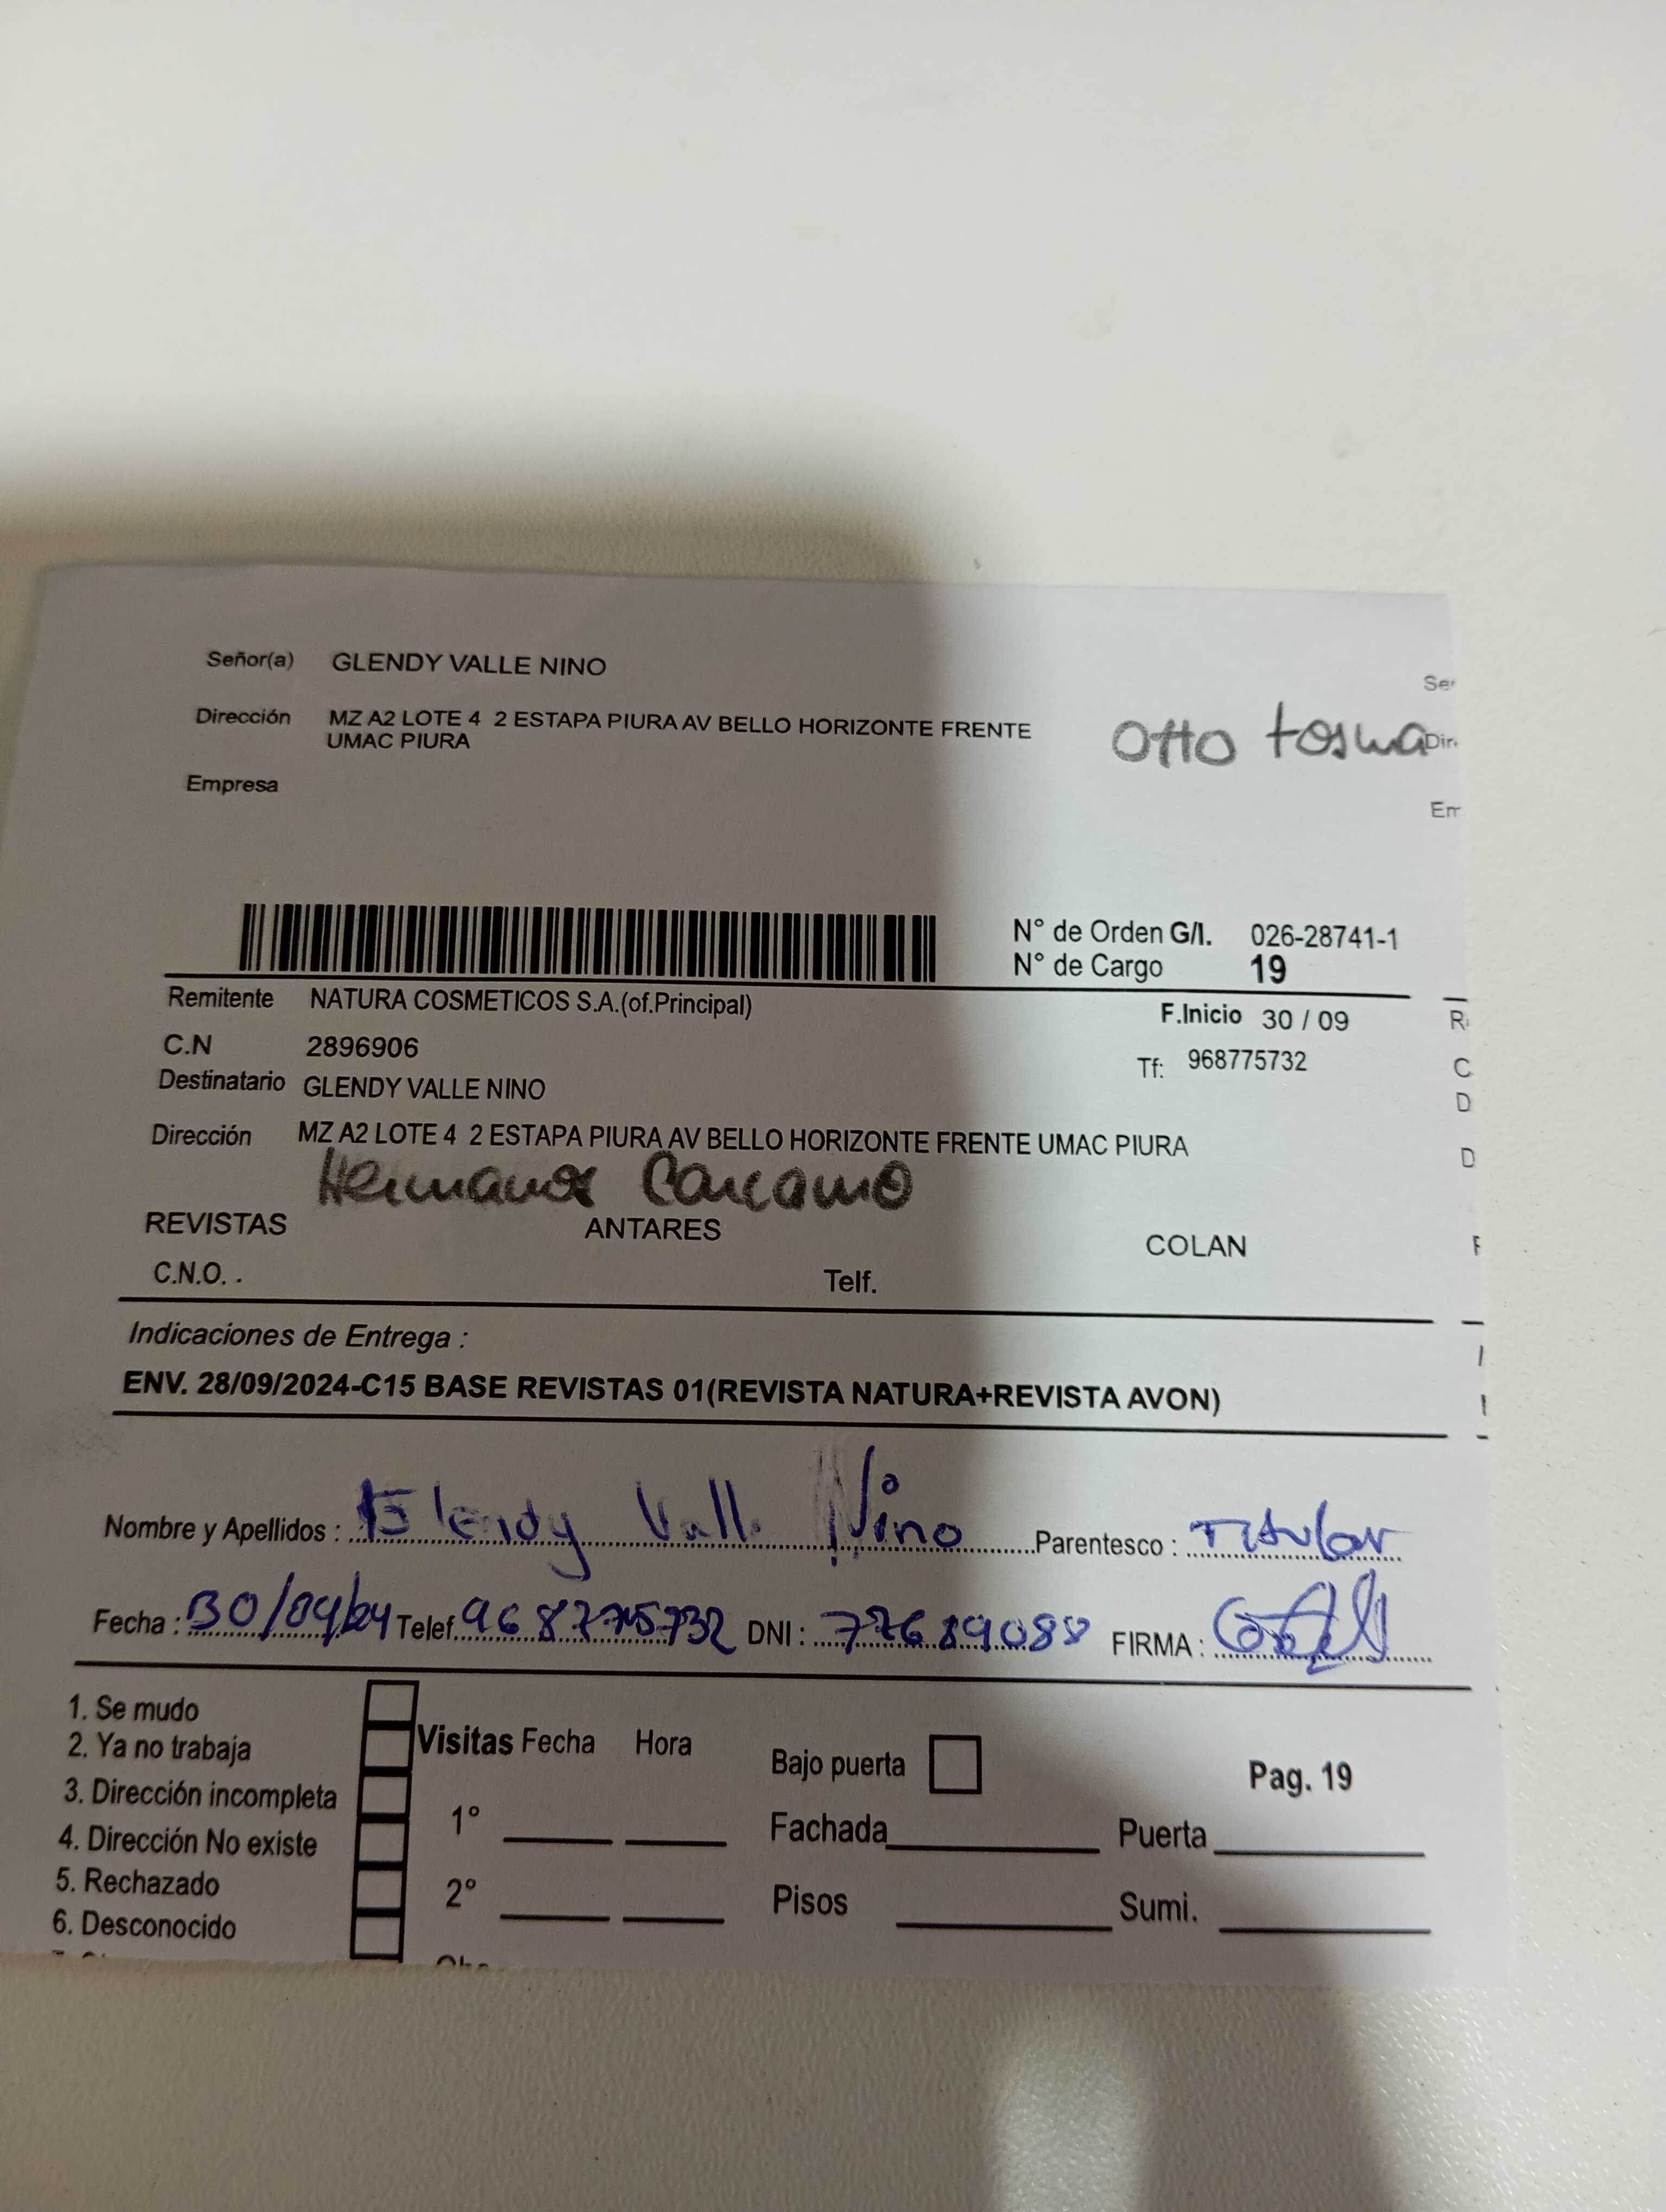 Señor(a) GLENDY VALLE NINO
Dirección MZ A2 LOTE 4 2 ESTAPA PIURA AV BELLO HORIZONTE FRENTE
UMAC PIURA
Otto tosma
Empresa
Dir.
N° de Orden G/I. 026-28741-1
N° de Cargo 19
Remitente NATURA COSMETICOS S.A.(of.Principal)
F.Inicio 30 / 09
C.N 2896906
Tf: 968775732
Destinatario GLENDY VALLE NINO
Dirección MZ A2 LOTE 4 2 ESTAPA PIURA AV BELLO HORIZONTE FRENTE UMAC PIURA
Hermanos Carcamo
REVISTAS ANTARES COLAN
C.N.O. . Telf.
Indicaciones de Entrega :
ENV. 28/09/2024-C15 BASE REVISTAS 01(REVISTA NATURA+REVISTA AVON)
Nombre y Apellidos : Glendy Valle Nino Parentesco : Titular
Fecha : 30/09/24 Telef. 968775732 DNI : 77689088 FIRMA :
1. Se mudo
2. Ya no trabaja
3. Dirección incompleta
4. Dirección No existe
5. Rechazado
6. Desconocido
Visitas Fecha Hora
1°
2°
Bajo puerta
Pag. 19
Fachada Puerta
Pisos Sumi.